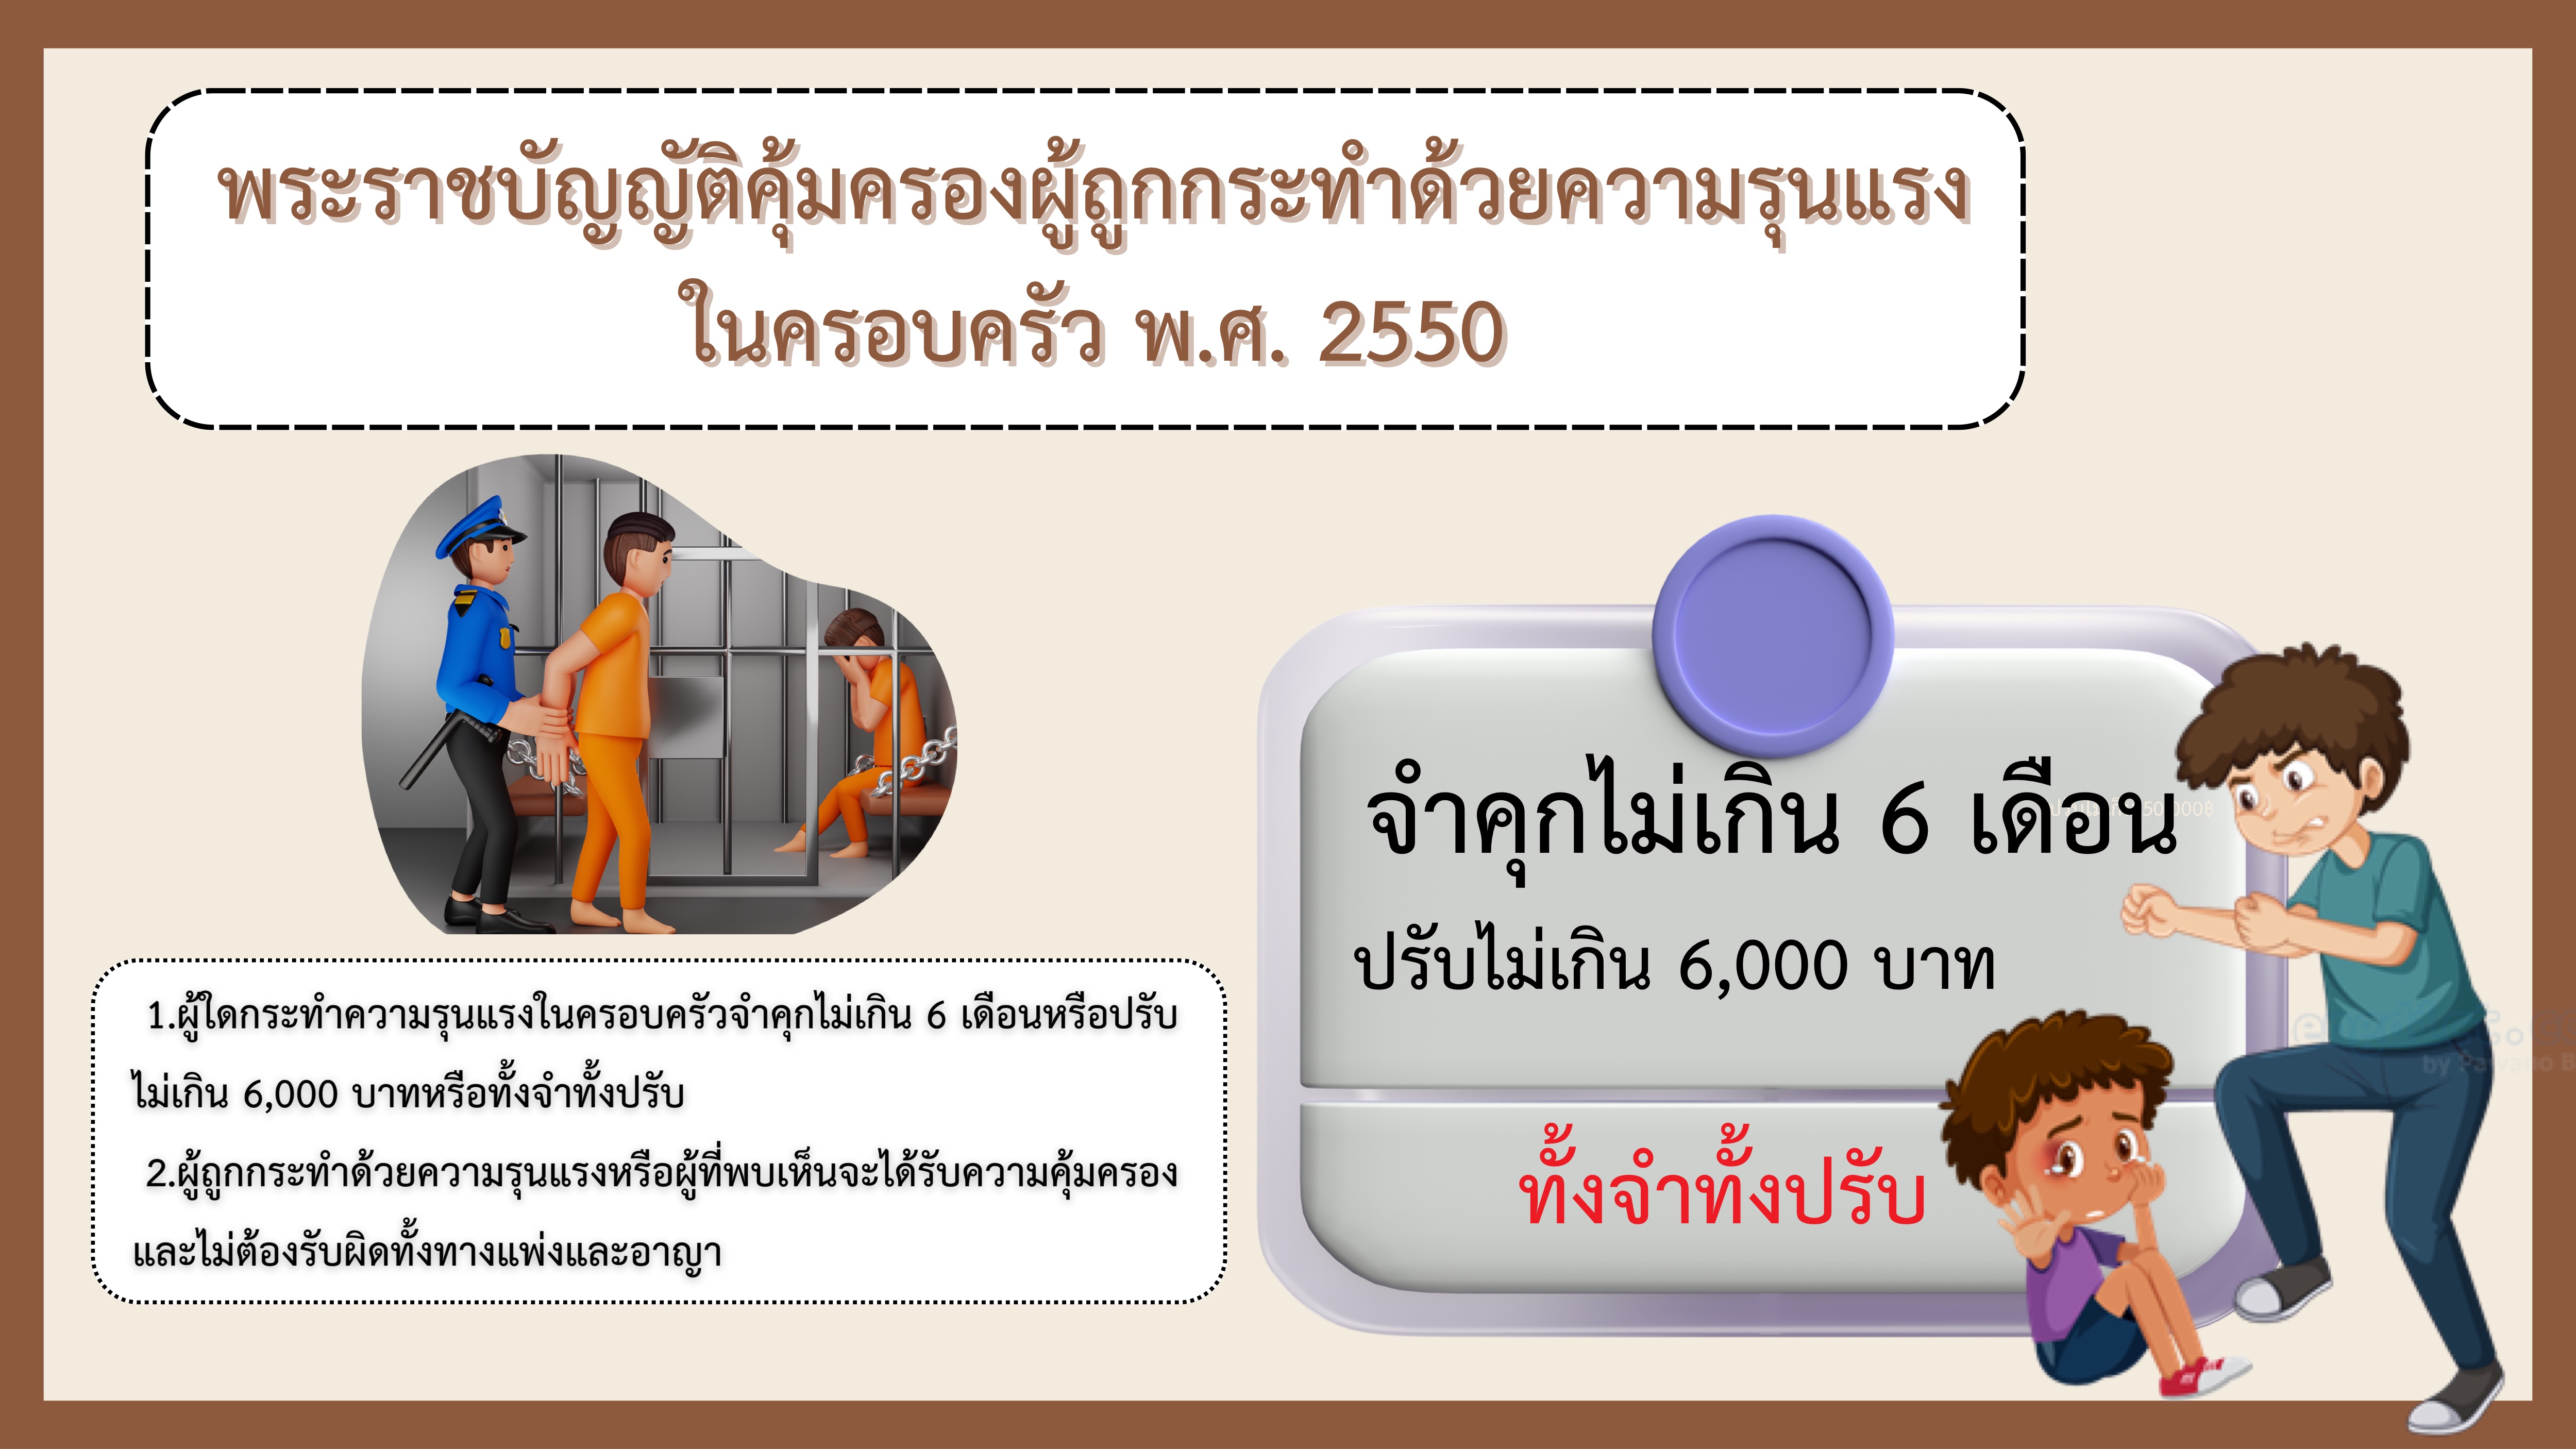 พระราชบัญญัติคุ้มครองผู้ถูกกระทำด้วยความรุนแรง
ในครอบครัว พ.ศ. 2550
จำคุกไม่เกิน 6 เดือน
ปรับไม่เกิน 6,000 บาท
ทั้งจำทั้งปรับ
1.ผู้ใดกระทำความรุนแรงในครอบครัวจำคุกไม่เกิน 6 เดือนหรือปรับ
ไม่เกิน 6,000 บาทหรือทั้งจำทั้งปรับ
2.ผู้ถูกกระทำด้วยความรุนแรงหรือผู้ที่พบเห็นจะได้รับความคุ้มครอง
และไม่ต้องรับผิดทั้งทางแพ่งและอาญา